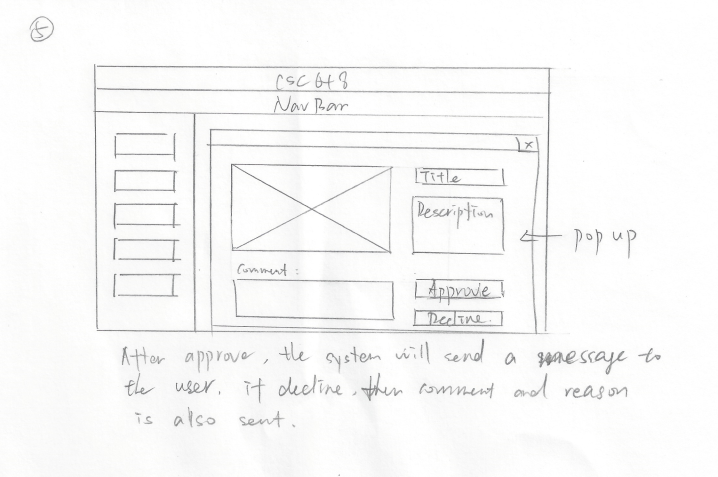 5
CSC 648
Nav Bar
x
Title
Description
pop up
Comment:
Approve
Decline.
After approve, the system will send a message to
the user. if decline, then comment and reason
is also sent.